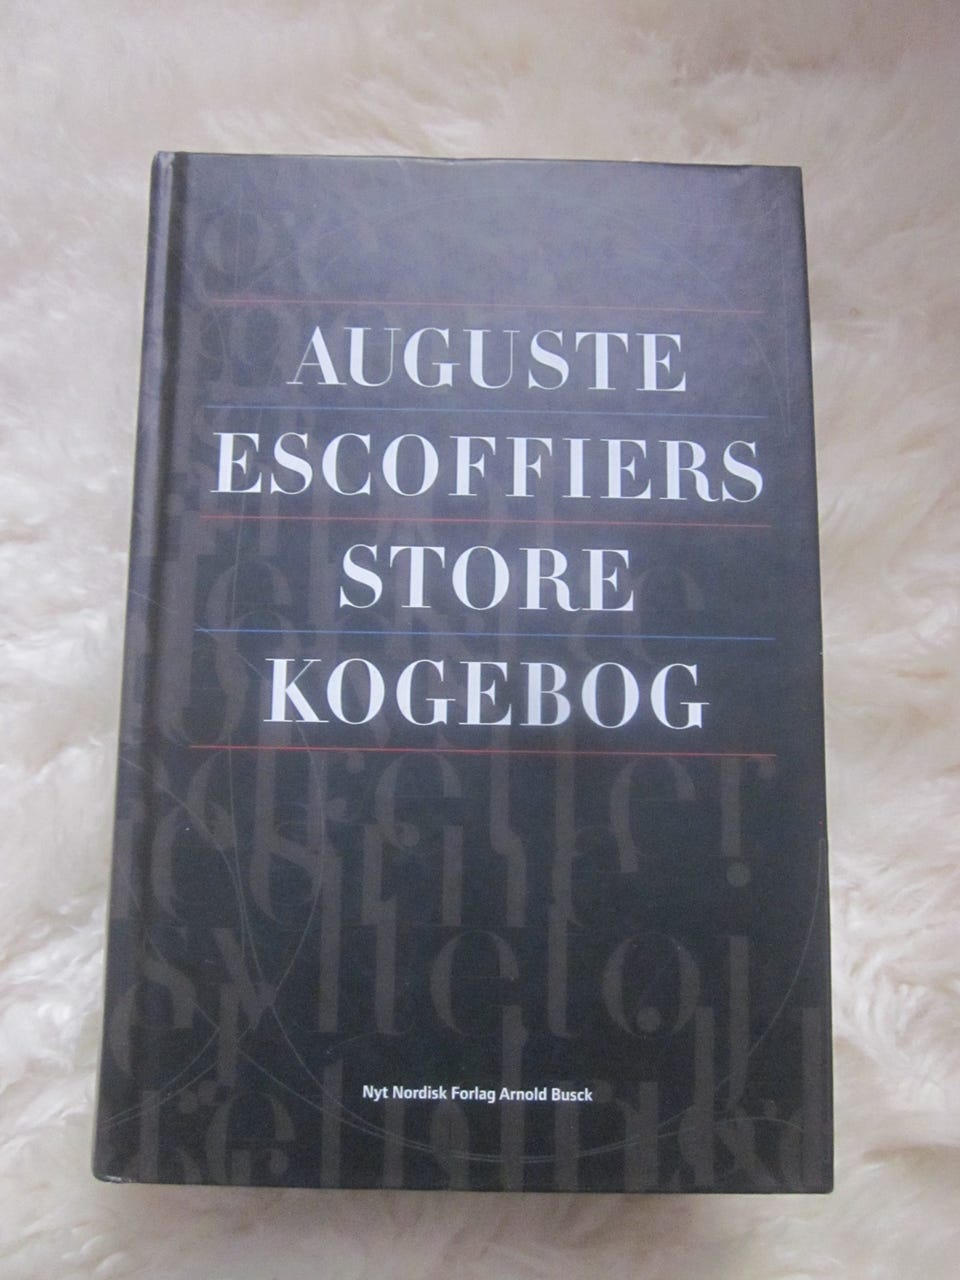 AUGUSTE
ESCOFFIERS
STORE
KOGEBOG
Nyt Nordisk Forlag Arnold Busck